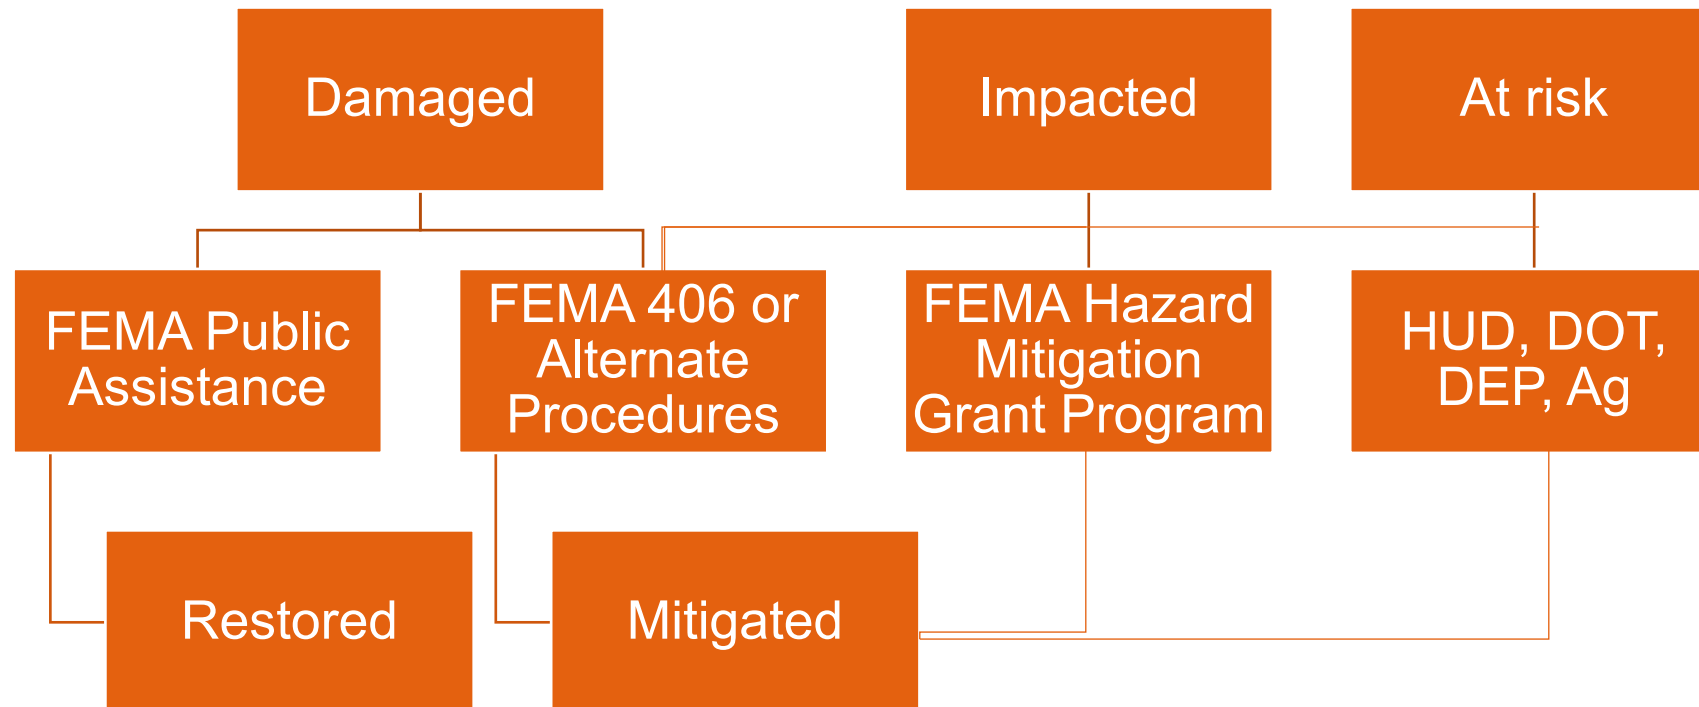 Damaged
Impacted
At risk
FEMA Public
Assistance
FEMA 406 or
Alternate
Procedures
FEMA Hazard
Mitigation
Grant Program
HUD, DOT,
DEP, Ag
Restored
Mitigated